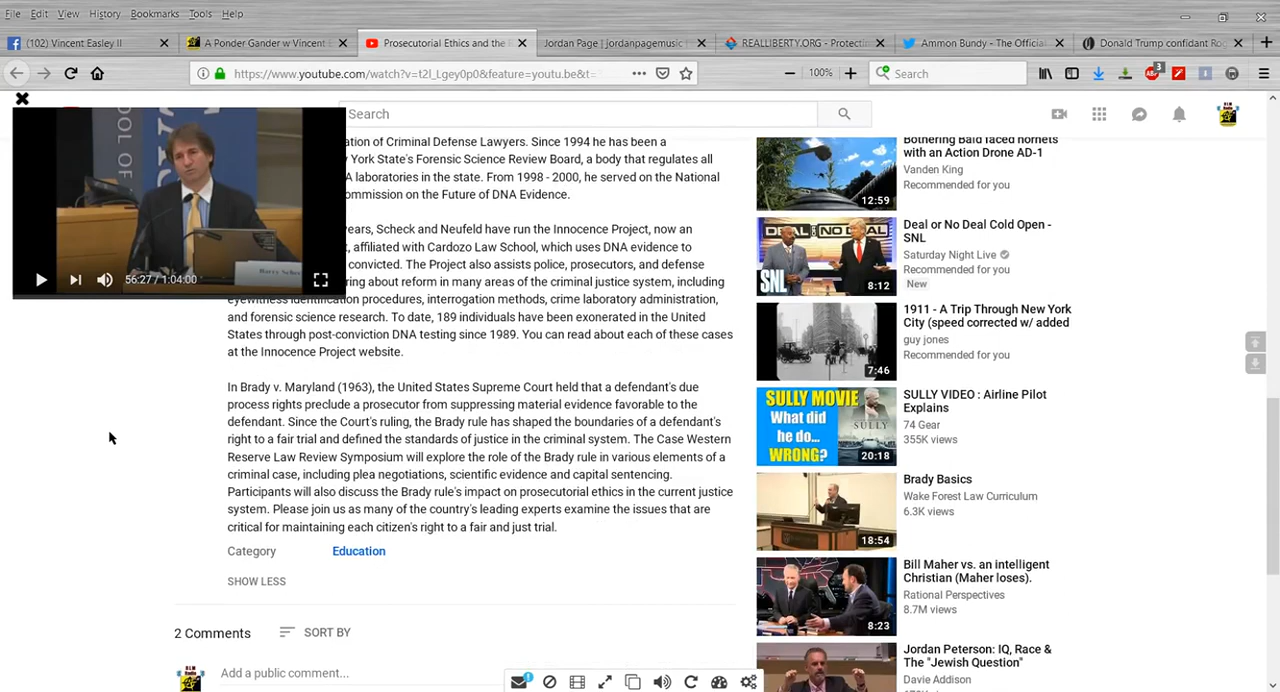 File Edit View History Bookmarks Tools Help
(102) Vincent Easley II
A Ponder Gander w Vincent
Prosecutorial Ethics and the
Jordan Page | jordanpagemusic
REALLIBERTY.ORG - Protectin
Ammon Bundy - The Official
Donald Trump confidant Rog
https://www.youtube.com/watch?v=t2I_Lgey0p0&feature=youtu.be&t=
100%
Search
3
Search
OOL OF
Barry Sche
56:27 / 1:04:00
ation of Criminal Defense Lawyers. Since 1994 he has been a
York State's Forensic Science Review Board, a body that regulates all
A laboratories in the state. From 1998 - 2000, he served on the National
ommission on the Future of DNA Evidence.
ears, Scheck and Neufeld have run the Innocence Project, now an
, affiliated with Cardozo Law School, which uses DNA evidence to
convicted. The Project also assists police, prosecutors, and defense
ring about reform in many areas of the criminal justice system, including
eyewitness identification procedures, interrogation methods, crime laboratory administration,
and forensic science research. To date, 189 individuals have been exonerated in the United
States through post-conviction DNA testing since 1989. You can read about each of these cases
at the Innocence Project website.
In Brady v. Maryland (1963), the United States Supreme Court held that a defendant's due
process rights preclude a prosecutor from suppressing material evidence favorable to the
defendant. Since the Court's ruling, the Brady rule has shaped the boundaries of a defendant's
right to a fair trial and defined the standards of justice in the criminal system. The Case Western
Reserve Law Review Symposium will explore the role of the Brady rule in various elements of a
criminal case, including plea negotiations, scientific evidence and capital sentencing.
Participants will also discuss the Brady rule's impact on prosecutorial ethics in the current justice
system. Please join us as many of the country's leading experts examine the issues that are
critical for maintaining each citizen's right to a fair and just trial.
Category
Education
SHOW LESS
2 Comments
SORT BY
Add a public comment...
12:59
Bothering Bald faced hornets
with an Action Drone AD-1
Vanden King
Recommended for you
DEAL OR NO DEAL
SNL
8:12
Deal or No Deal Cold Open -
SNL
Saturday Night Live
Recommended for you
New
7:46
1911 - A Trip Through New York
City (speed corrected w/ added
guy jones
Recommended for you
SULLY MOVIE
What did
he do...
WRONG?
SULLY
20:18
SULLY VIDEO : Airline Pilot
Explains
74 Gear
355K views
18:54
Brady Basics
Wake Forest Law Curriculum
6.3K views
8:23
Bill Maher vs. an intelligent
Christian (Maher loses).
Rational Perspectives
8.7M views
Jordan Peterson: IQ, Race &
The "Jewish Question"
Davie Addison